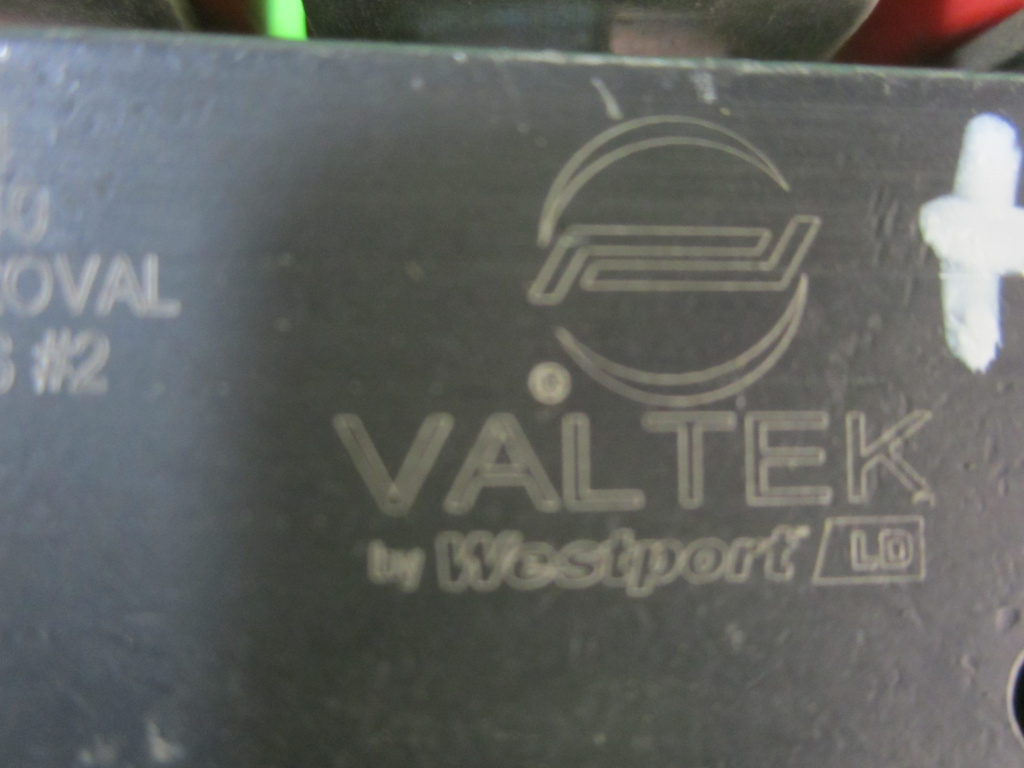 OVAL
#2
VALTEK
by Westport LD